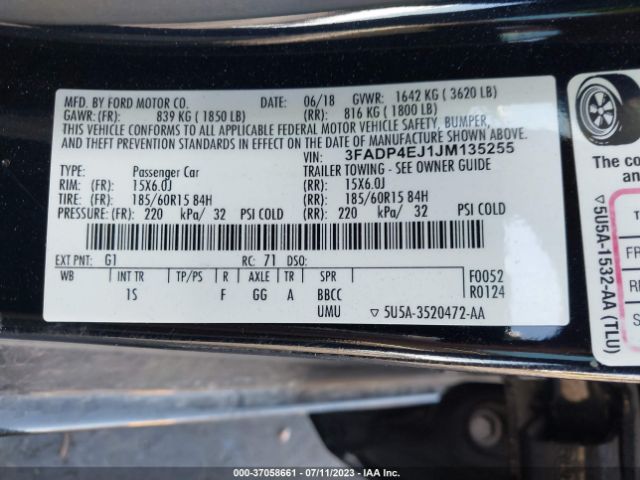 MFD. BY FORD MOTOR CO. DATE: 06/18 GVWR: 1642 KG ( 3620 LB)
GAWR: (FR): 839 KG ( 1850 LB) (RR): 816 KG ( 1800 LB)
THIS VEHICLE CONFORMS TO ALL APPLICABLE FEDERAL MOTOR VEHICLE SAFETY, BUMPER,
AND THEFT PREVENTION STANDARDS IN EFFECT ON THE DATE OF MANUFACTURE SHOWN ABOVE.
VIN: 3FADP4EJ1JM135255
TYPE: Passenger Car TRAILER TOWING - SEE OWNER GUIDE
RIM: (FR) 15X6.0J (RR): 15X6.0J
TIRE: (FR): 185/60R15 84H (RR): 185/60R15 84H
PRESSURE: (FR): 220 kPa/ 32 PSI COLD (RR): 220 kPa/ 32 PSI COLD
EXT PNT: G1 RC: 71 DSO:
WB INT TR TP/PS R AXLE TR SPR F0052
1S F GG A BBCC R0124
UMU ▽ 5U5A-3520472-AA
The co
an
▽5U5A-1532-AA (TLU)
T
FR
S
000-37058661 - 07/11/2023 - IAA Inc.